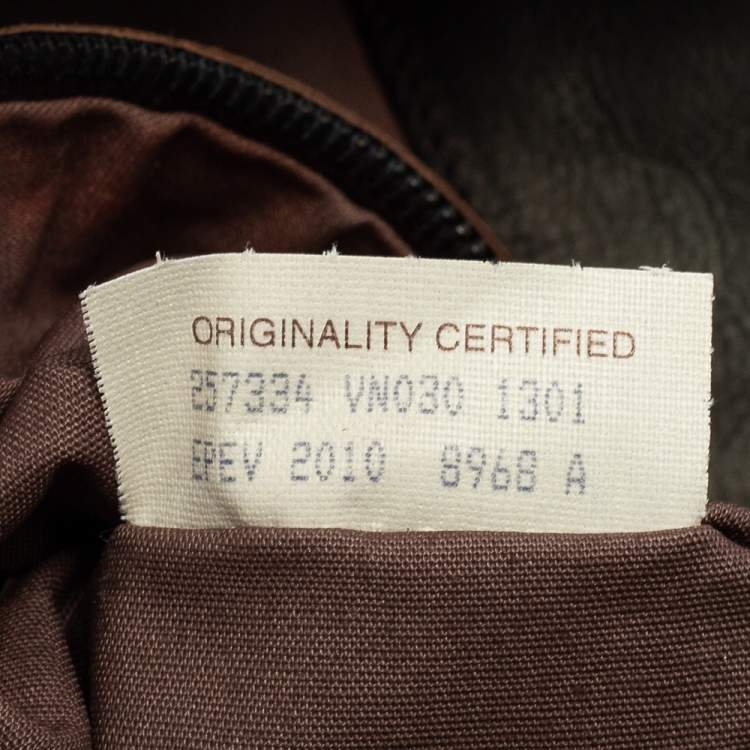 ORIGINALITY CERTIFIED
257334 VN030 1301
EPEV 2010 8968 A